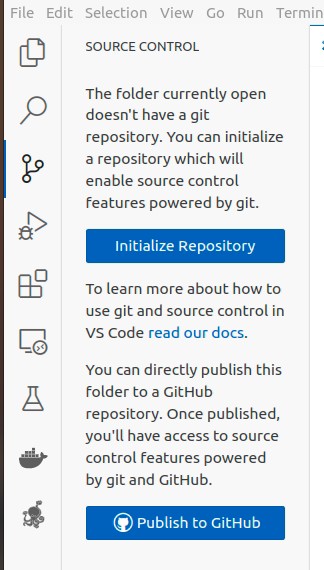 File Edit Selection View Go Run Termin
SOURCE CONTROL
The folder currently open
doesn't have a git
repository. You can initialize
a repository which will
enable source control
features powered by git.
Initialize Repository
To learn more about how to
use git and source control in
VS Code read our docs.
You can directly publish this
folder to a GitHub
repository. Once published,
you'll have access to source
control features powered
by git and GitHub.
Publish to GitHub